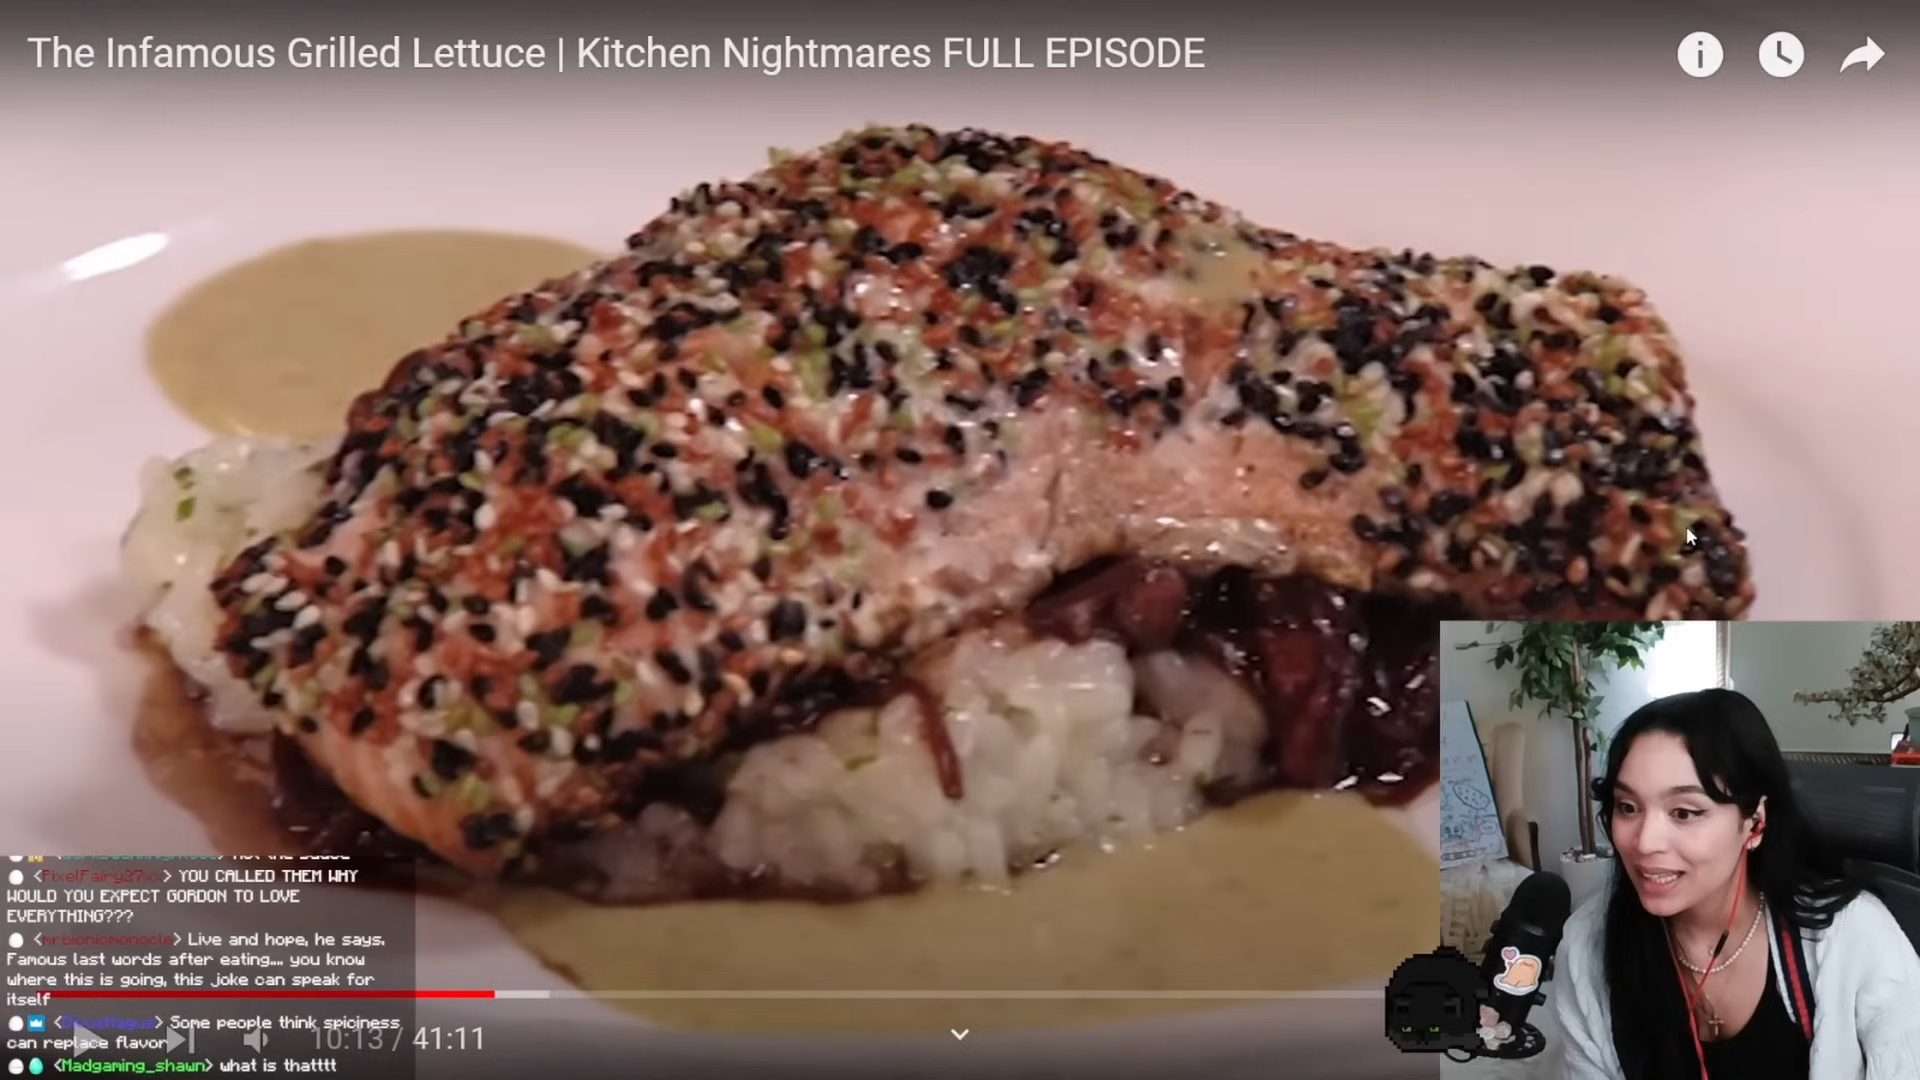 The Infamous Grilled Lettuce | Kitchen Nightmares FULL EPISODE
> YOU CALLED THEM WHY
WOULD YOU EXPECT GORDON TO LOVE
EVERYTHING???
<mrbionicmonocle> Live and hope, he says.
Famous last words after eating.... you know
where this is going, this joke can speak for
itself
> Some people think spiciness
can replace flavor
10:13 / 41:11
<Madgaming_shawn> what is thatttt